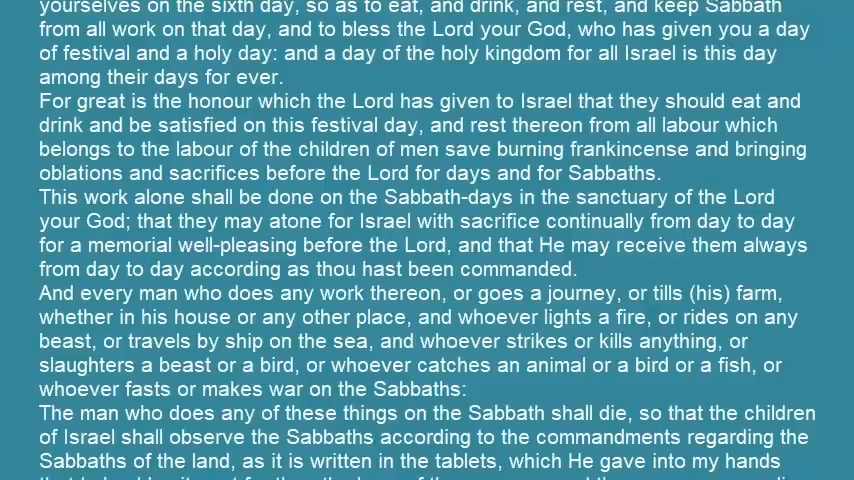 yourselves on the sixth day, so as to eat, and drink, and rest, and keep Sabbath
from all work on that day, and to bless the Lord your God, who has given you a day
of festival and a holy day: and a day of the holy kingdom for all Israel is this day
among their days for ever.
For great is the honour which the Lord has given to Israel that they should eat and
drink and be satisfied on this festival day, and rest thereon from all labour which
belongs to the labour of the children of men save burning frankincense and bringing
oblations and sacrifices before the Lord for days and for Sabbaths.
This work alone shall be done on the Sabbath-days in the sanctuary of the Lord
your God; that they may atone for Israel with sacrifice continually from day to day
for a memorial well-pleasing before the Lord, and that He may receive them always
from day to day according as thou hast been commanded.
And every man who does any work thereon, or goes a journey, or tills (his) farm,
whether in his house or any other place, and whoever lights a fire, or rides on any
beast, or travels by ship on the sea, and whoever strikes or kills anything, or
slaughters a beast or a bird, or whoever catches an animal or a bird or a fish, or
whoever fasts or makes war on the Sabbaths:
The man who does any of these things on the Sabbath shall die, so that the children
of Israel shall observe the Sabbaths according to the commandments regarding the
Sabbaths of the land, as it is written in the tablets, which He gave into my hands